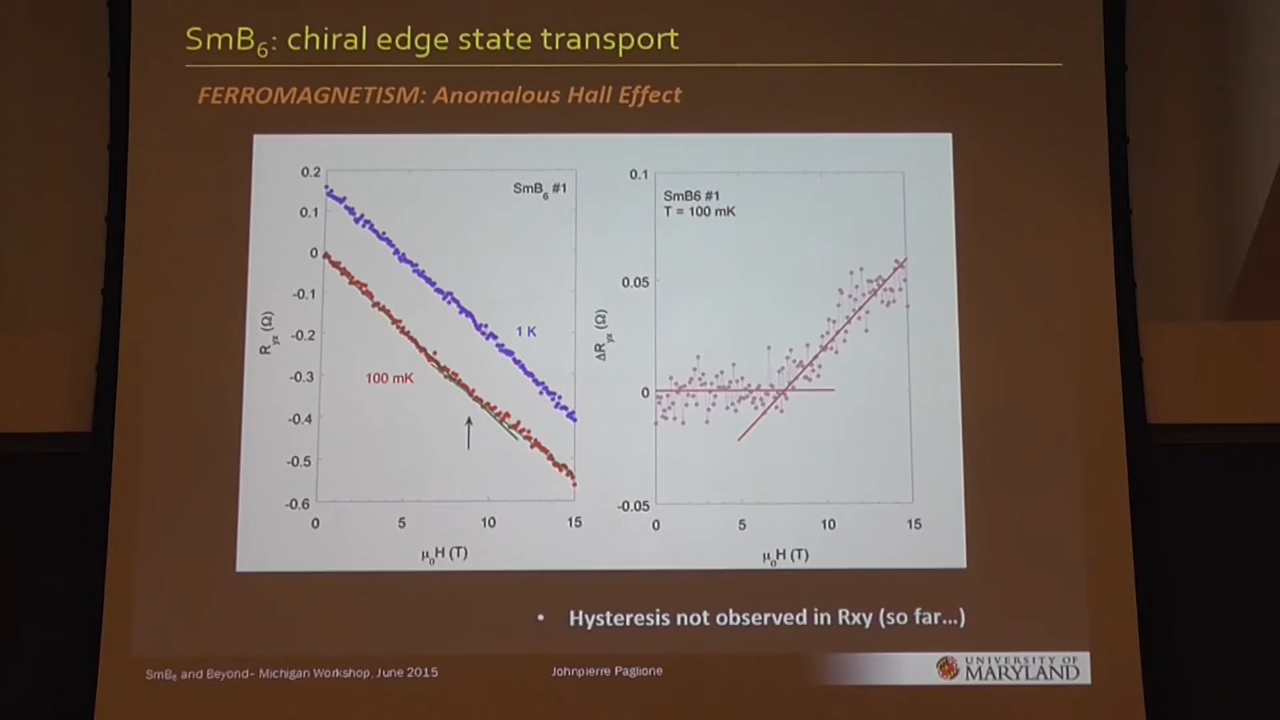 SmB6: chiral edge state transport
FERROMAGNETISM: Anomalous Hall Effect
0.2
0.1
0
-0.1
-0.2
-0.3
-0.4
-0.5
-0.6
Ryx (Ω)
SmB6 #1
1 K
100 mK
0 5 10 15
μ0H (T)
0.1
0.05
0
-0.05
ΔRyx (Ω)
SmB6 #1
T = 100 mK
0 5 10 15
μ0H (T)
• Hysteresis not observed in Rxy (so far...)
SmB6 and Beyond- Michigan Workshop, June 2015
Johnpierre Paglione
UNIVERSITY OF
MARYLAND